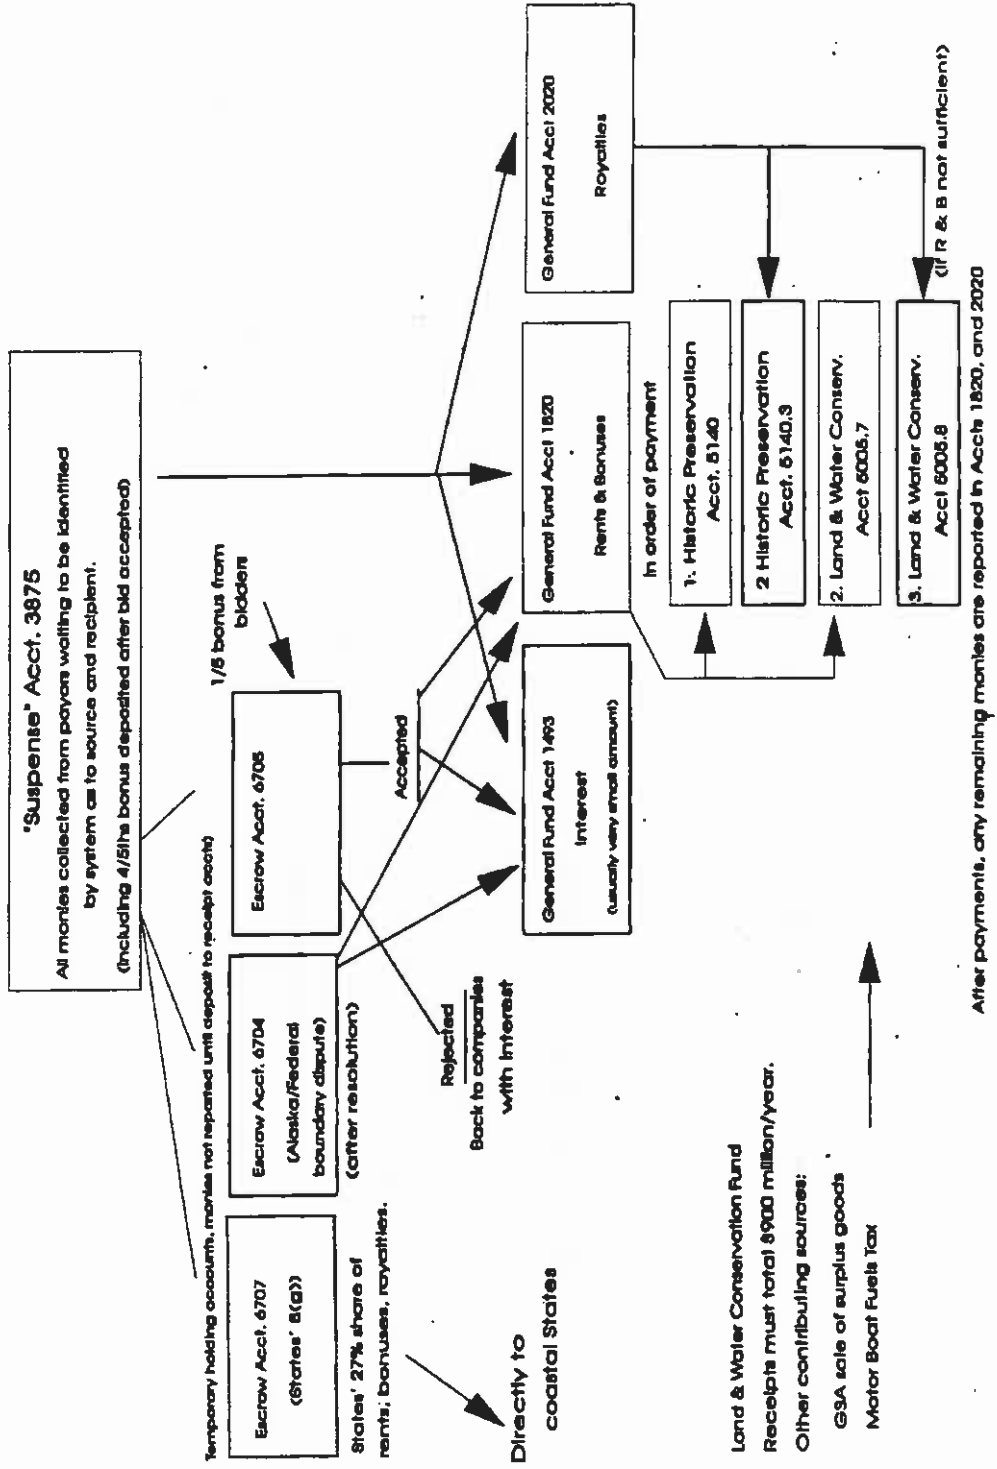 "Suspense" Acct. 3875
All monies collected from payors waiting to be identified
by system as to source and recipient.
(Including 4/5ths bonus deposited after bid accepted)
Temporary holding accounts, monies not reported until deposit to receipt accts)
1/5 bonus from
bidders
Escrow Acct. 6707
(States' 8(g))
Escrow Acct. 6704
(Alaska/Federal
boundary dispute)
Escrow Acct. 6705
States' 27% share of
rents; bonuses, royalties.
(after resolution)
Accepted
Rejected
Back to companies
with interest
Directly to
coastal States
General Fund Acct 1493
Interest
(usually very small amount)
General Fund Acct 1820
Rents & Bonuses
General Fund Acct 2020
Royalties
In order of payment
1. Historic Preservation
Acct. 5140
2 Historic Preservation
Acct. 5140.3
2. Land & Water Conserv.
Acct 5005.7
3. Land & Water Conserv.
Acct 5005.8
(If R & B not sufficient)
Land & Water Conservation Fund
Receipts must total $900 million/year.
Other contributing sources:
GSA sale of surplus goods
Motor Boat Fuels Tax
After payments, any remaining monies are reported in Accts 1820, and 2020